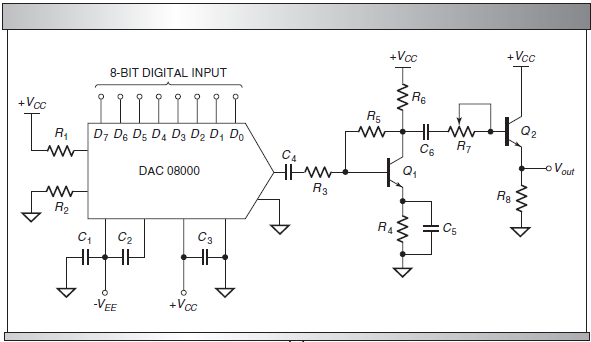 +VCC +VCC
8-BIT DIGITAL INPUT
+VCC
R6
R5
R1 D7 D6 D5 D4 D3 D2 D1 D0 Q2
C6 R7
DAC 08000 C4 Q1 Vout
R3
R2 R8
R4 C5
C1 C2 C3
-VEE +VCC